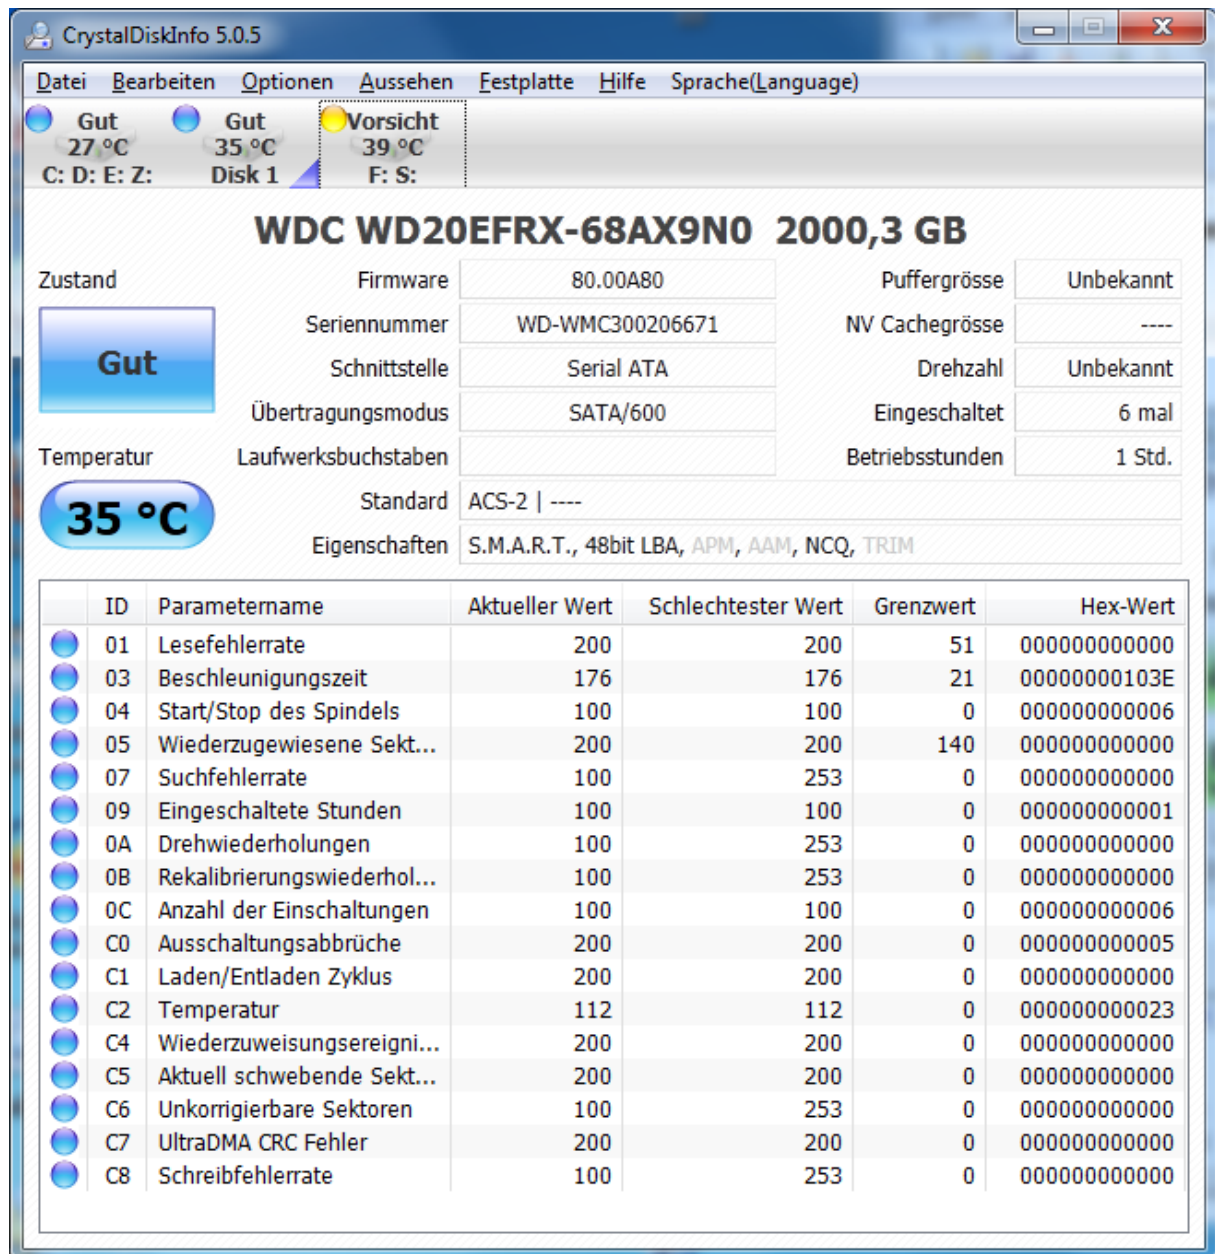 CrystalDiskInfo 5.0.5
Datei Bearbeiten Optionen Aussehen Festplatte Hilfe Sprache(Language)
Gut Gut Vorsicht
27 °C 35 °C 39 °C
C: D: E: Z: Disk 1 F: S:
WDC WD20EFRX-68AX9N0 2000,3 GB
Zustand Firmware 80.00A80 Puffergrösse Unbekannt
Gut Seriennummer WD-WMC300206671 NV Cachegrösse ----
Schnittstelle Serial ATA Drehzahl Unbekannt
Übertragungsmodus SATA/600 Eingeschaltet 6 mal
Temperatur Laufwerksbuchstaben Betriebsstunden 1 Std.
35 °C Standard ACS-2 | ----
Eigenschaften S.M.A.R.T., 48bit LBA, APM, AAM, NCQ, TRIM
ID Parametername Aktueller Wert Schlechtester Wert Grenzwert Hex-Wert
01 Lesefehlerrate 200 200 51 000000000000
03 Beschleunigungszeit 176 176 21 00000000103E
04 Start/Stop des Spindels 100 100 0 000000000006
05 Wiederzugewiesene Sekt... 200 200 140 000000000000
07 Suchfehlerrate 100 253 0 000000000000
09 Eingeschaltete Stunden 100 100 0 000000000001
0A Drehwiederholungen 100 253 0 000000000000
0B Rekalibrierungswiederhol... 100 253 0 000000000000
0C Anzahl der Einschaltungen 100 100 0 000000000006
C0 Ausschaltungsabbrüche 200 200 0 000000000005
C1 Laden/Entladen Zyklus 200 200 0 000000000000
C2 Temperatur 112 112 0 000000000023
C4 Wiederzuweisungsereigni... 200 200 0 000000000000
C5 Aktuell schwebende Sekt... 200 200 0 000000000000
C6 Unkorrigierbare Sektoren 100 253 0 000000000000
C7 UltraDMA CRC Fehler 200 200 0 000000000000
C8 Schreibfehlerrate 100 253 0 000000000000